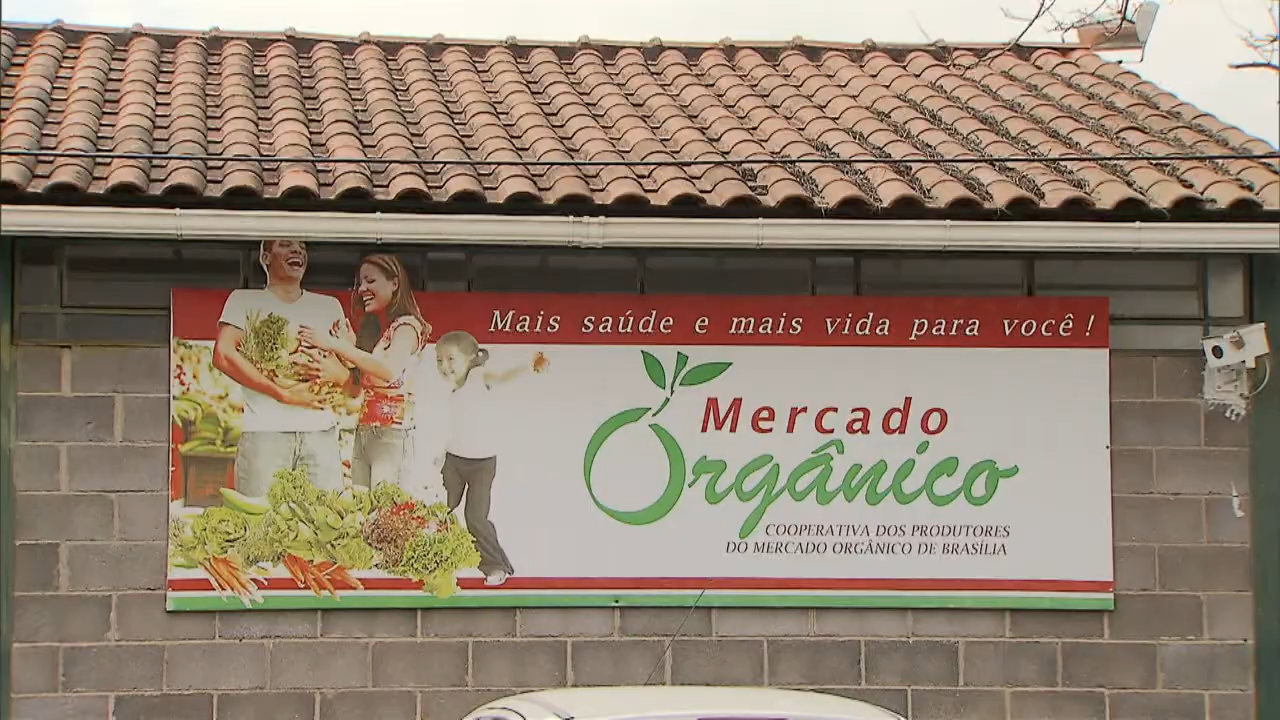 Mais saúde e mais vida para você!
Mercado
Orgânico
COOPERATIVA DOS PRODUTORES
DO MERCADO ORGÂNICO DE BRASÍLIA